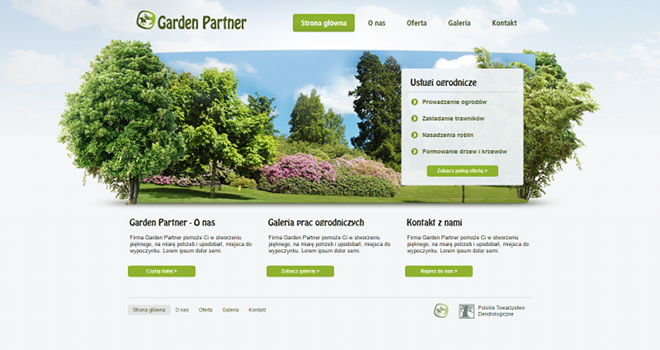 Garden Partner
Strona główna O nas Oferta Galeria Kontakt
Usługi ogrodnicze
Prowadzenie ogrodów
Zakładanie trawników
Nasadzenia roślin
Formowanie drzew i krzewów
Zobacz pełną ofertę >
Garden Partner - O nas
Firma Garden Partner pomoże Ci w stworzeniu
pięknego, na miarę potrzeb i upodobań, miejsca do
wypoczynku. Lorem ipsum dolor semi.
Czytaj dalej >
Galeria prac ogrodniczych
Firma Garden Partner pomoże Ci w stworzeniu
pięknego, na miarę potrzeb i upodobań, miejsca do
wypoczynku. Lorem ipsum dolor semi.
Zobacz galerię >
Kontakt z nami
Firma Garden Partner pomoże Ci w stworzeniu
pięknego, na miarę potrzeb i upodobań, miejsca do
wypoczynku. Lorem ipsum dolor semi.
Napisz do nas >
Strona główna O nas Oferta Galeria Kontakt
Polskie Towarzystwo
Dendrologiczne